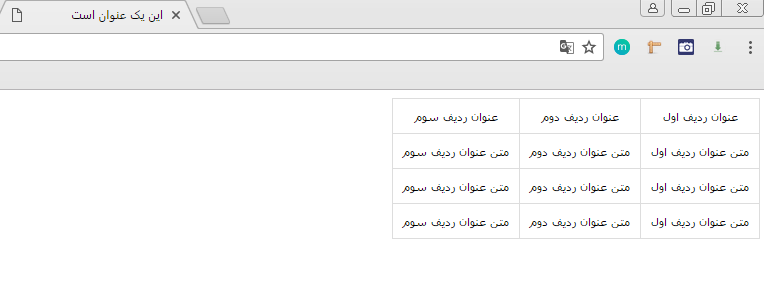 این یک عنوان است
m
عنوان ردیف اول عنوان ردیف دوم عنوان ردیف سوم
متن عنوان ردیف اول متن عنوان ردیف دوم متن عنوان ردیف سوم
متن عنوان ردیف اول متن عنوان ردیف دوم متن عنوان ردیف سوم
متن عنوان ردیف اول متن عنوان ردیف دوم متن عنوان ردیف سوم